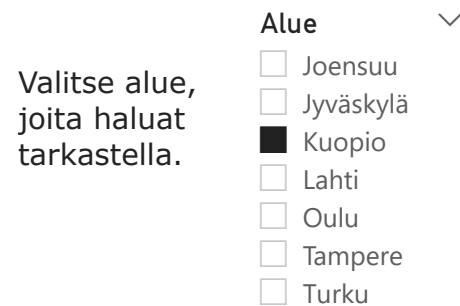 Valitse alue,
joita haluat
tarkastella.
Alue
Joensuu
Jyväskylä
Kuopio
Lahti
Oulu
Tampere
Turku